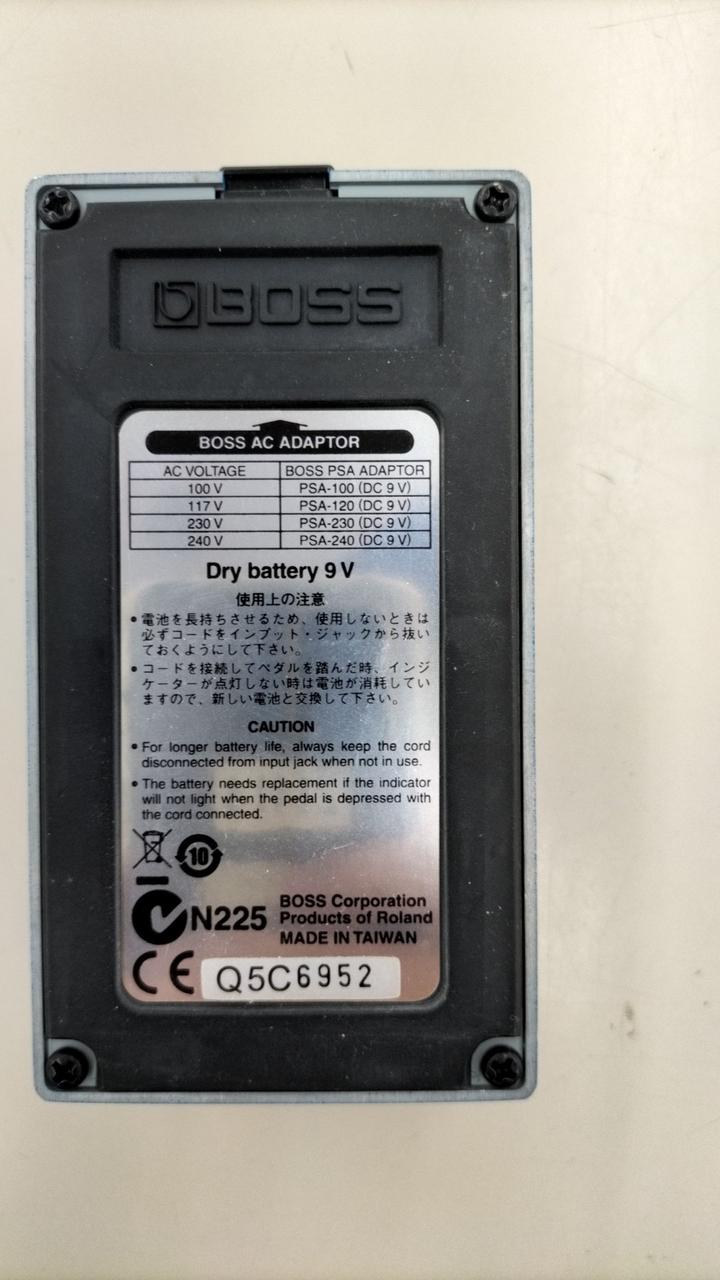 BOSS
BOSS AC ADAPTOR
AC VOLTAGE BOSS PSA ADAPTOR
100 V PSA-100 (DC 9 V)
117 V PSA-120 (DC 9 V)
230 V PSA-230 (DC 9 V)
240 V PSA-240 (DC 9 V)
Dry battery 9 V
使用上の注意
• 電池を長持ちさせるため、使用しないときは
必ずコードをインプット・ジャックから抜い
ておくようにして下さい。
• コードを接続してペダルを踏んだ時、インジ
ケーターが点灯しない時は電池が消耗してい
ますので、新しい電池と交換して下さい。
CAUTION
• For longer battery life, always keep the cord
disconnected from input jack when not in use.
• The battery needs replacement if the indicator
will not light when the pedal is depressed with
the cord connected.
10
N225
BOSS Corporation
Products of Roland
MADE IN TAIWAN
CE
Q5C6952